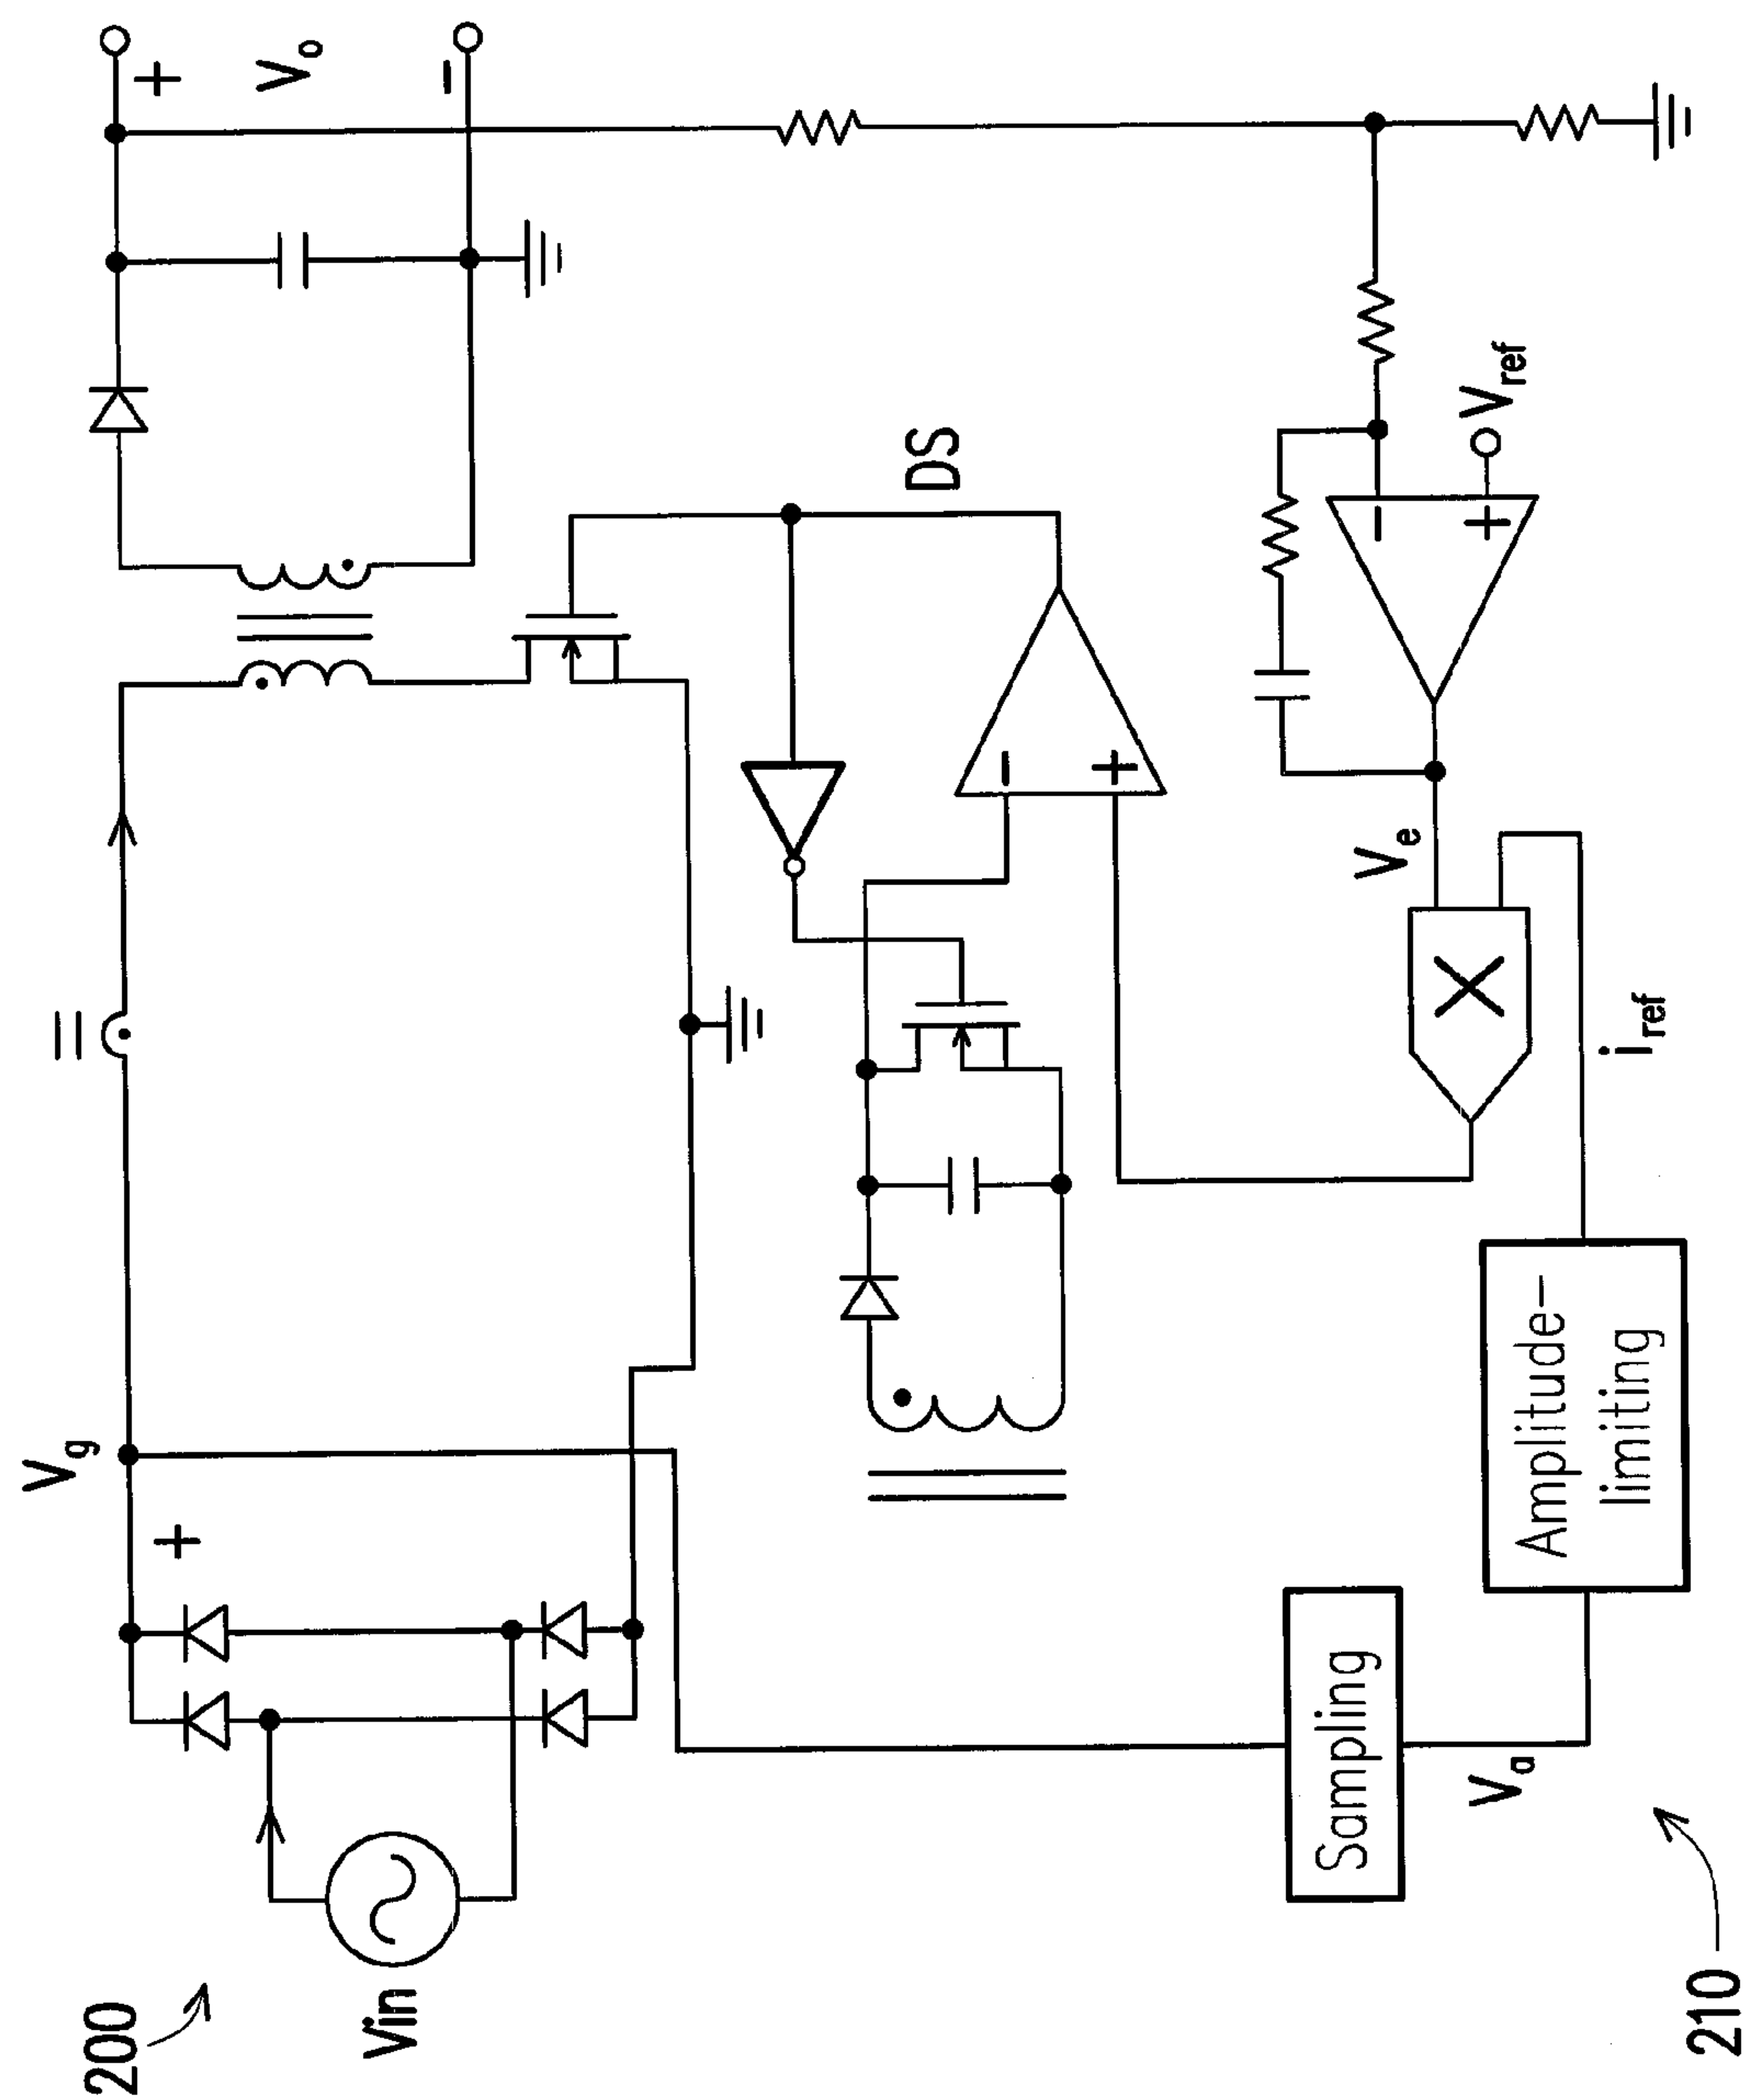 200
Vin
+
Vg
+
Vo
-
DS
-
+
-
+
Vref
Ve
X
iref
Sampling
Va
Amplitude-
limiting
210